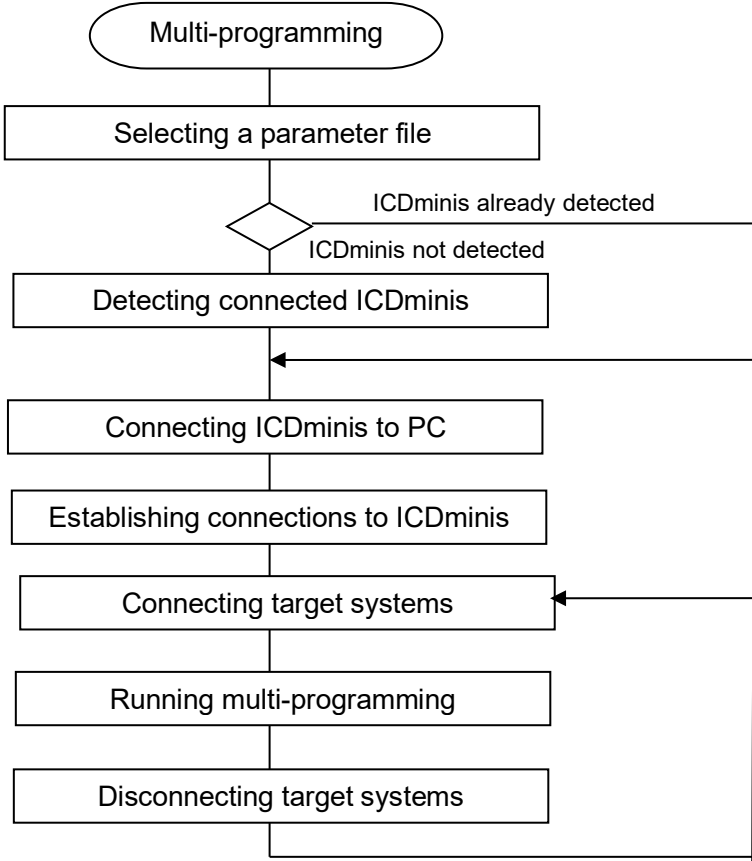 Multi-programming
Selecting a parameter file
ICDminis already detected
ICDminis not detected
Detecting connected ICDminis
Connecting ICDminis to PC
Establishing connections to ICDminis
Connecting target systems
Running multi-programming
Disconnecting target systems